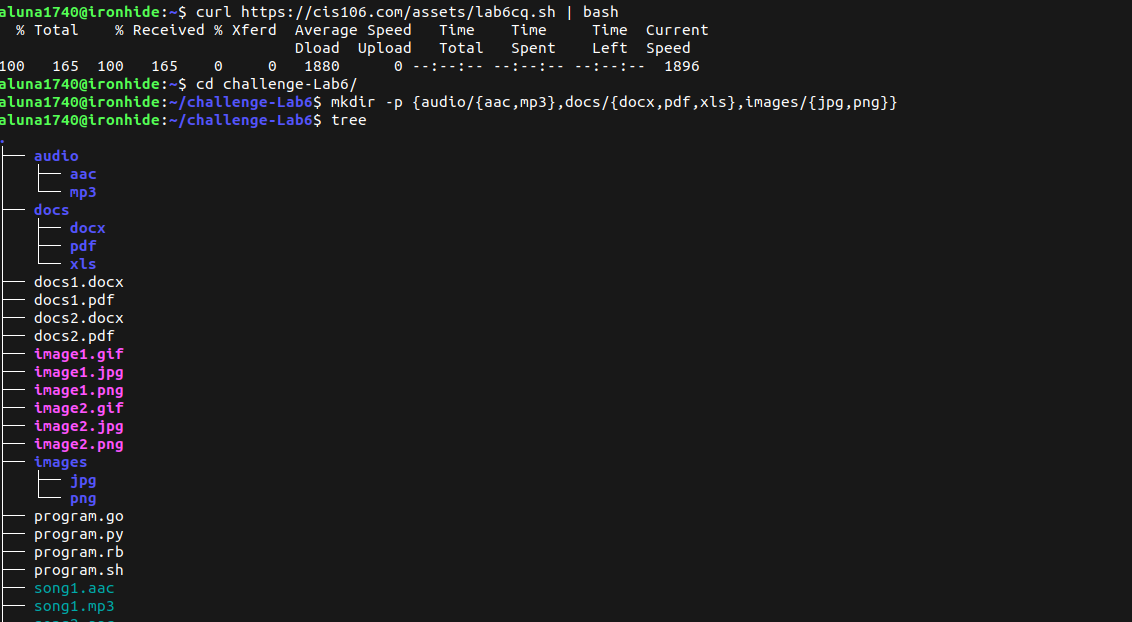 aluna1740@ironhide:~$ curl https://cis106.com/assets/lab6cq.sh | bash
  % Total    % Received % Xferd  Average Speed   Time    Time     Time  Current
                                 Dload  Upload   Total   Spent    Left  Speed
100   165  100   165    0     0   1880      0 --:--:-- --:--:-- --:--:--  1896
aluna1740@ironhide:~$ cd challenge-Lab6/
aluna1740@ironhide:~/challenge-Lab6$ mkdir -p {audio/{aac,mp3},docs/{docx,pdf,xls},images/{jpg,png}}
aluna1740@ironhide:~/challenge-Lab6$ tree
.
├── audio
│   ├── aac
│   └── mp3
├── docs
│   ├── docx
│   ├── pdf
│   └── xls
├── docs1.docx
├── docs1.pdf
├── docs2.docx
├── docs2.pdf
├── image1.gif
├── image1.jpg
├── image1.png
├── image2.gif
├── image2.jpg
├── image2.png
├── images
│   ├── jpg
│   └── png
├── program.go
├── program.py
├── program.rb
├── program.sh
├── song1.aac
├── song1.mp3